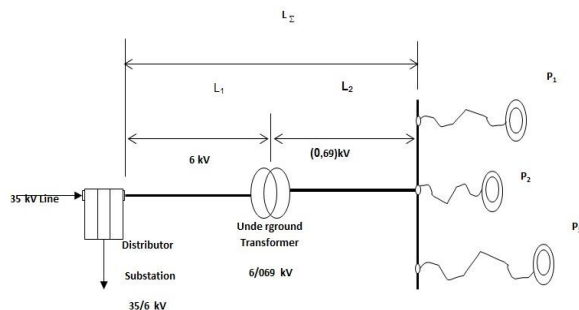 L Σ
L₁
L₂
6 kV
(0,69)kV
P₁
P₂
35 kV Line
Distributor
Substation
35/6 kV
Unde rground
Transformer
6/069 kV
P